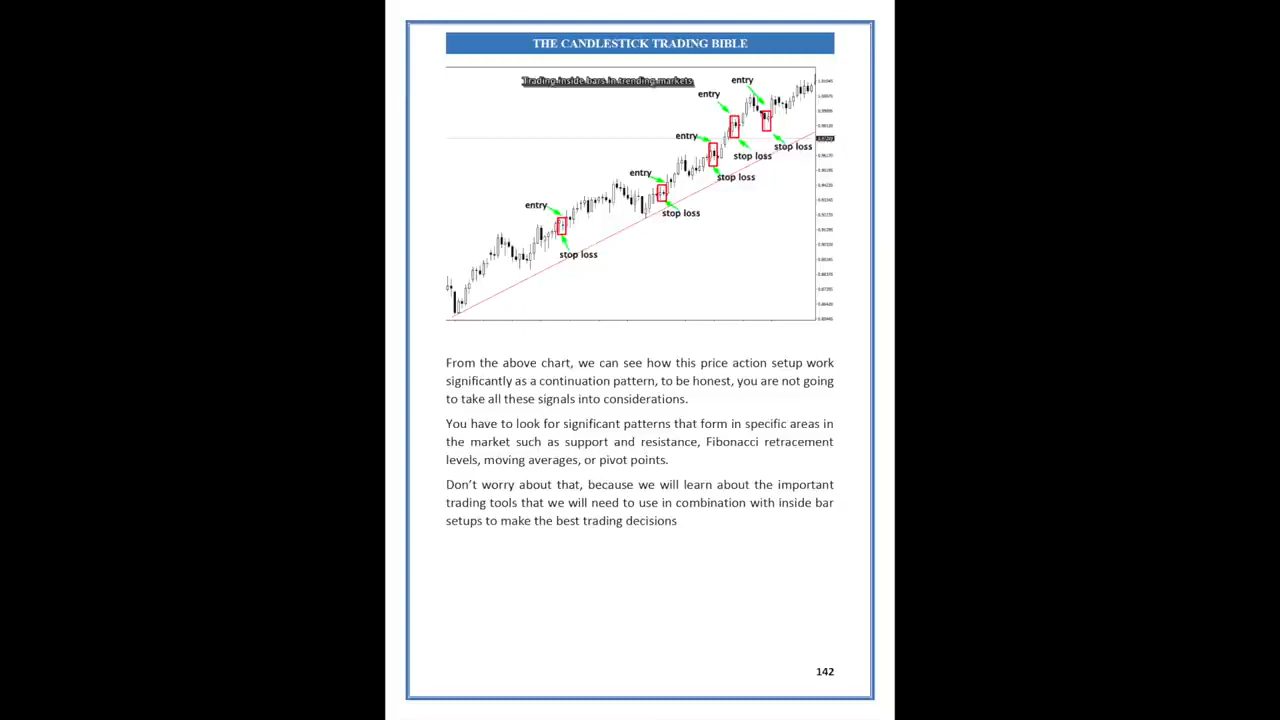 THE CANDLESTICK TRADING BIBLE
Trading inside bars in trending markets
entry
entry
entry
stop loss
stop loss
entry
stop loss
entry
stop loss
stop loss
From the above chart, we can see how this price action setup work
significantly as a continuation pattern, to be honest, you are not going
to take all these signals into considerations.
You have to look for significant patterns that form in specific areas in
the market such as support and resistance, Fibonacci retracement
levels, moving averages, or pivot points.
Don't worry about that, because we will learn about the important
trading tools that we will need to use in combination with inside bar
setups to make the best trading decisions
142